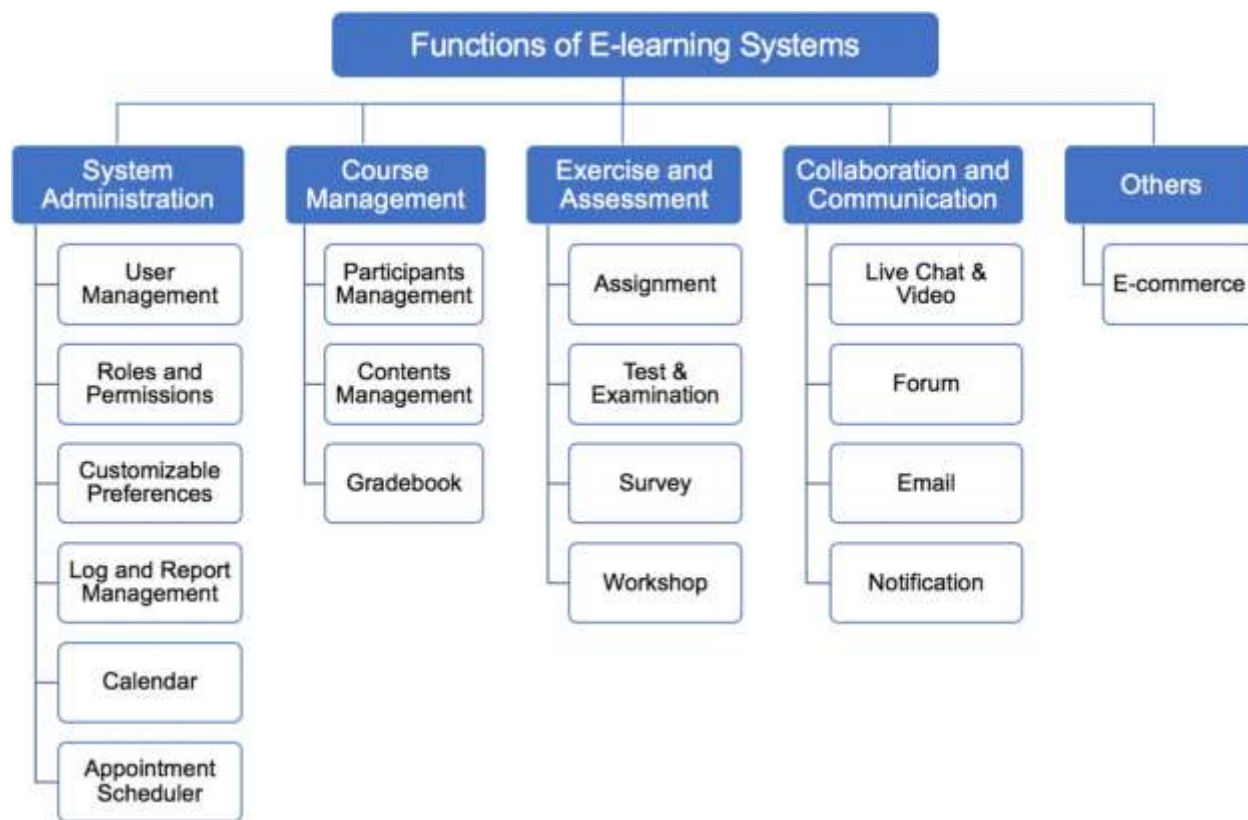 Functions of E-learning Systems
System
Administration
User
Management
Roles and
Permissions
Customizable
Preferences
Log and Report
Management
Calendar
Appointment
Scheduler
Course
Management
Participants
Management
Contents
Management
Gradebook
Exercise and
Assessment
Assignment
Test &
Examination
Survey
Workshop
Collaboration and
Communication
Live Chat &
Video
Forum
Email
Notification
Others
E-commerce